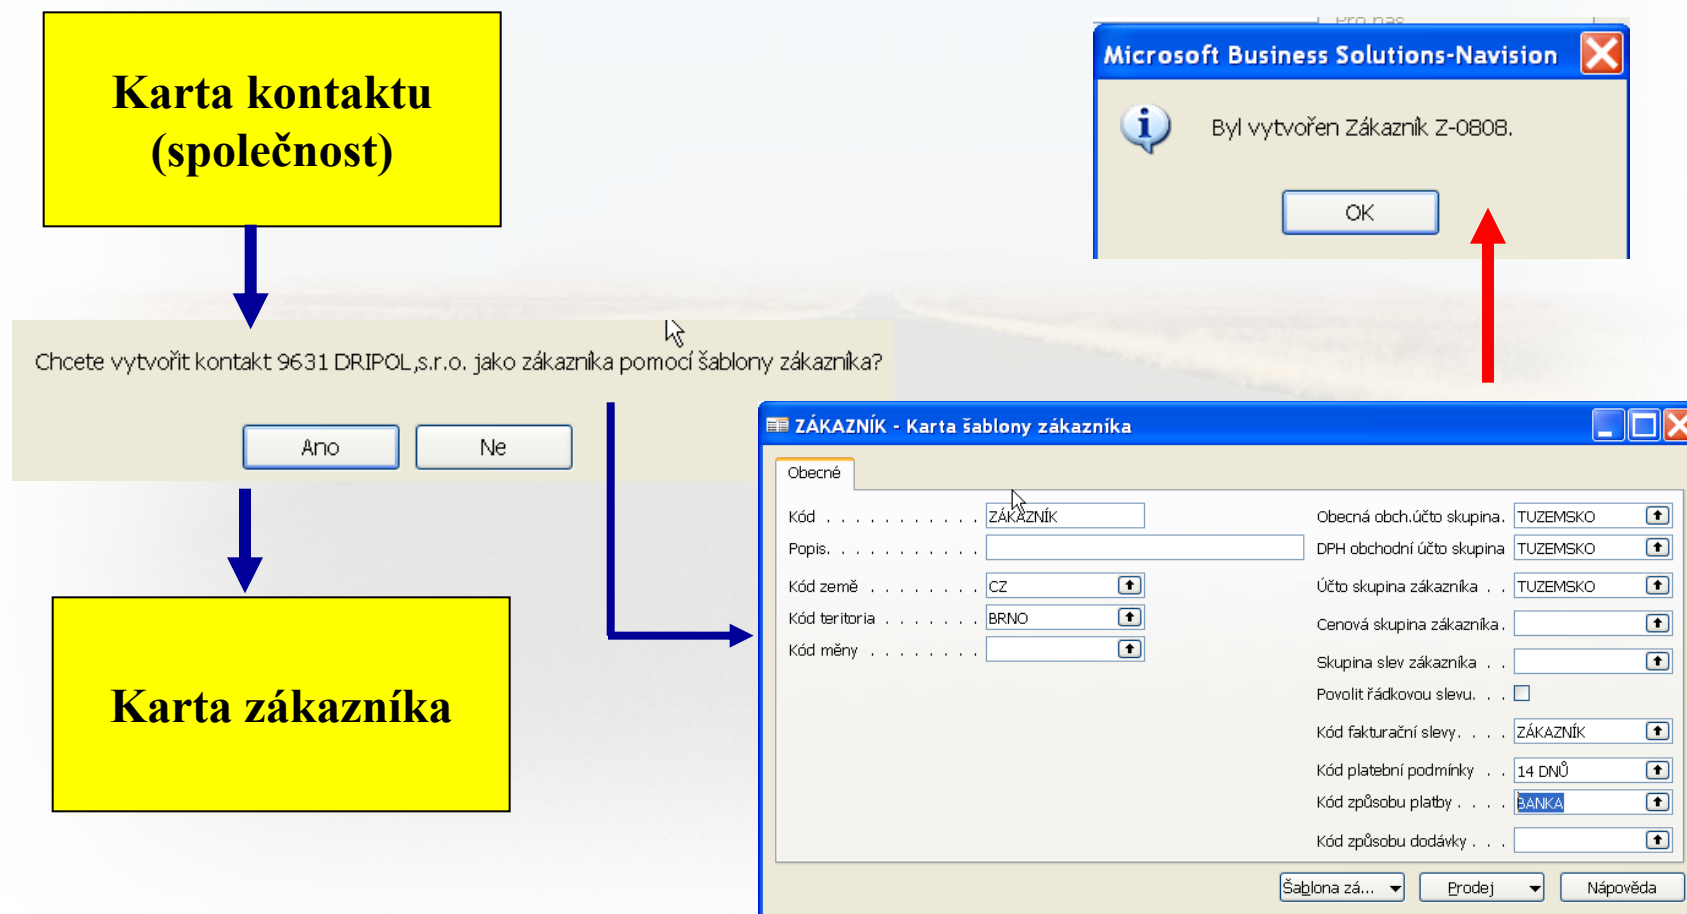 Karta kontaktu
(společnost)
Pro nás
Microsoft Business Solutions-Navision
Byl vytvořen Zákazník Z-0808.
OK
Chcete vytvořit kontakt 9631 DRIPOL,s.r.o. jako zákazníka pomocí šablony zákazníka?
Ano
Ne
Karta zákazníka
ZÁKAZNÍK - Karta šablony zákazníka
Obecné
Kód . . . . . . . . . . . ZÁKAZNÍK
Popis. . . . . . . . . . .
Kód země . . . . . . . . CZ
Kód teritoria . . . . . . . BRNO
Kód měny . . . . . . . .
Obecná obch.účto skupina. TUZEMSKO
DPH obchodní účto skupina TUZEMSKO
Účto skupina zákazníka . . TUZEMSKO
Cenová skupina zákazníka.
Skupina slev zákazníka . .
Povolit řádkovou slevu. . .
Kód fakturační slevy. . . . ZÁKAZNÍK
Kód platební podmínky . . 14 DNŮ
Kód způsobu platby . . . . BANKA
Kód způsobu dodávky . . .
Šablona zá...
Prodej
Nápověda